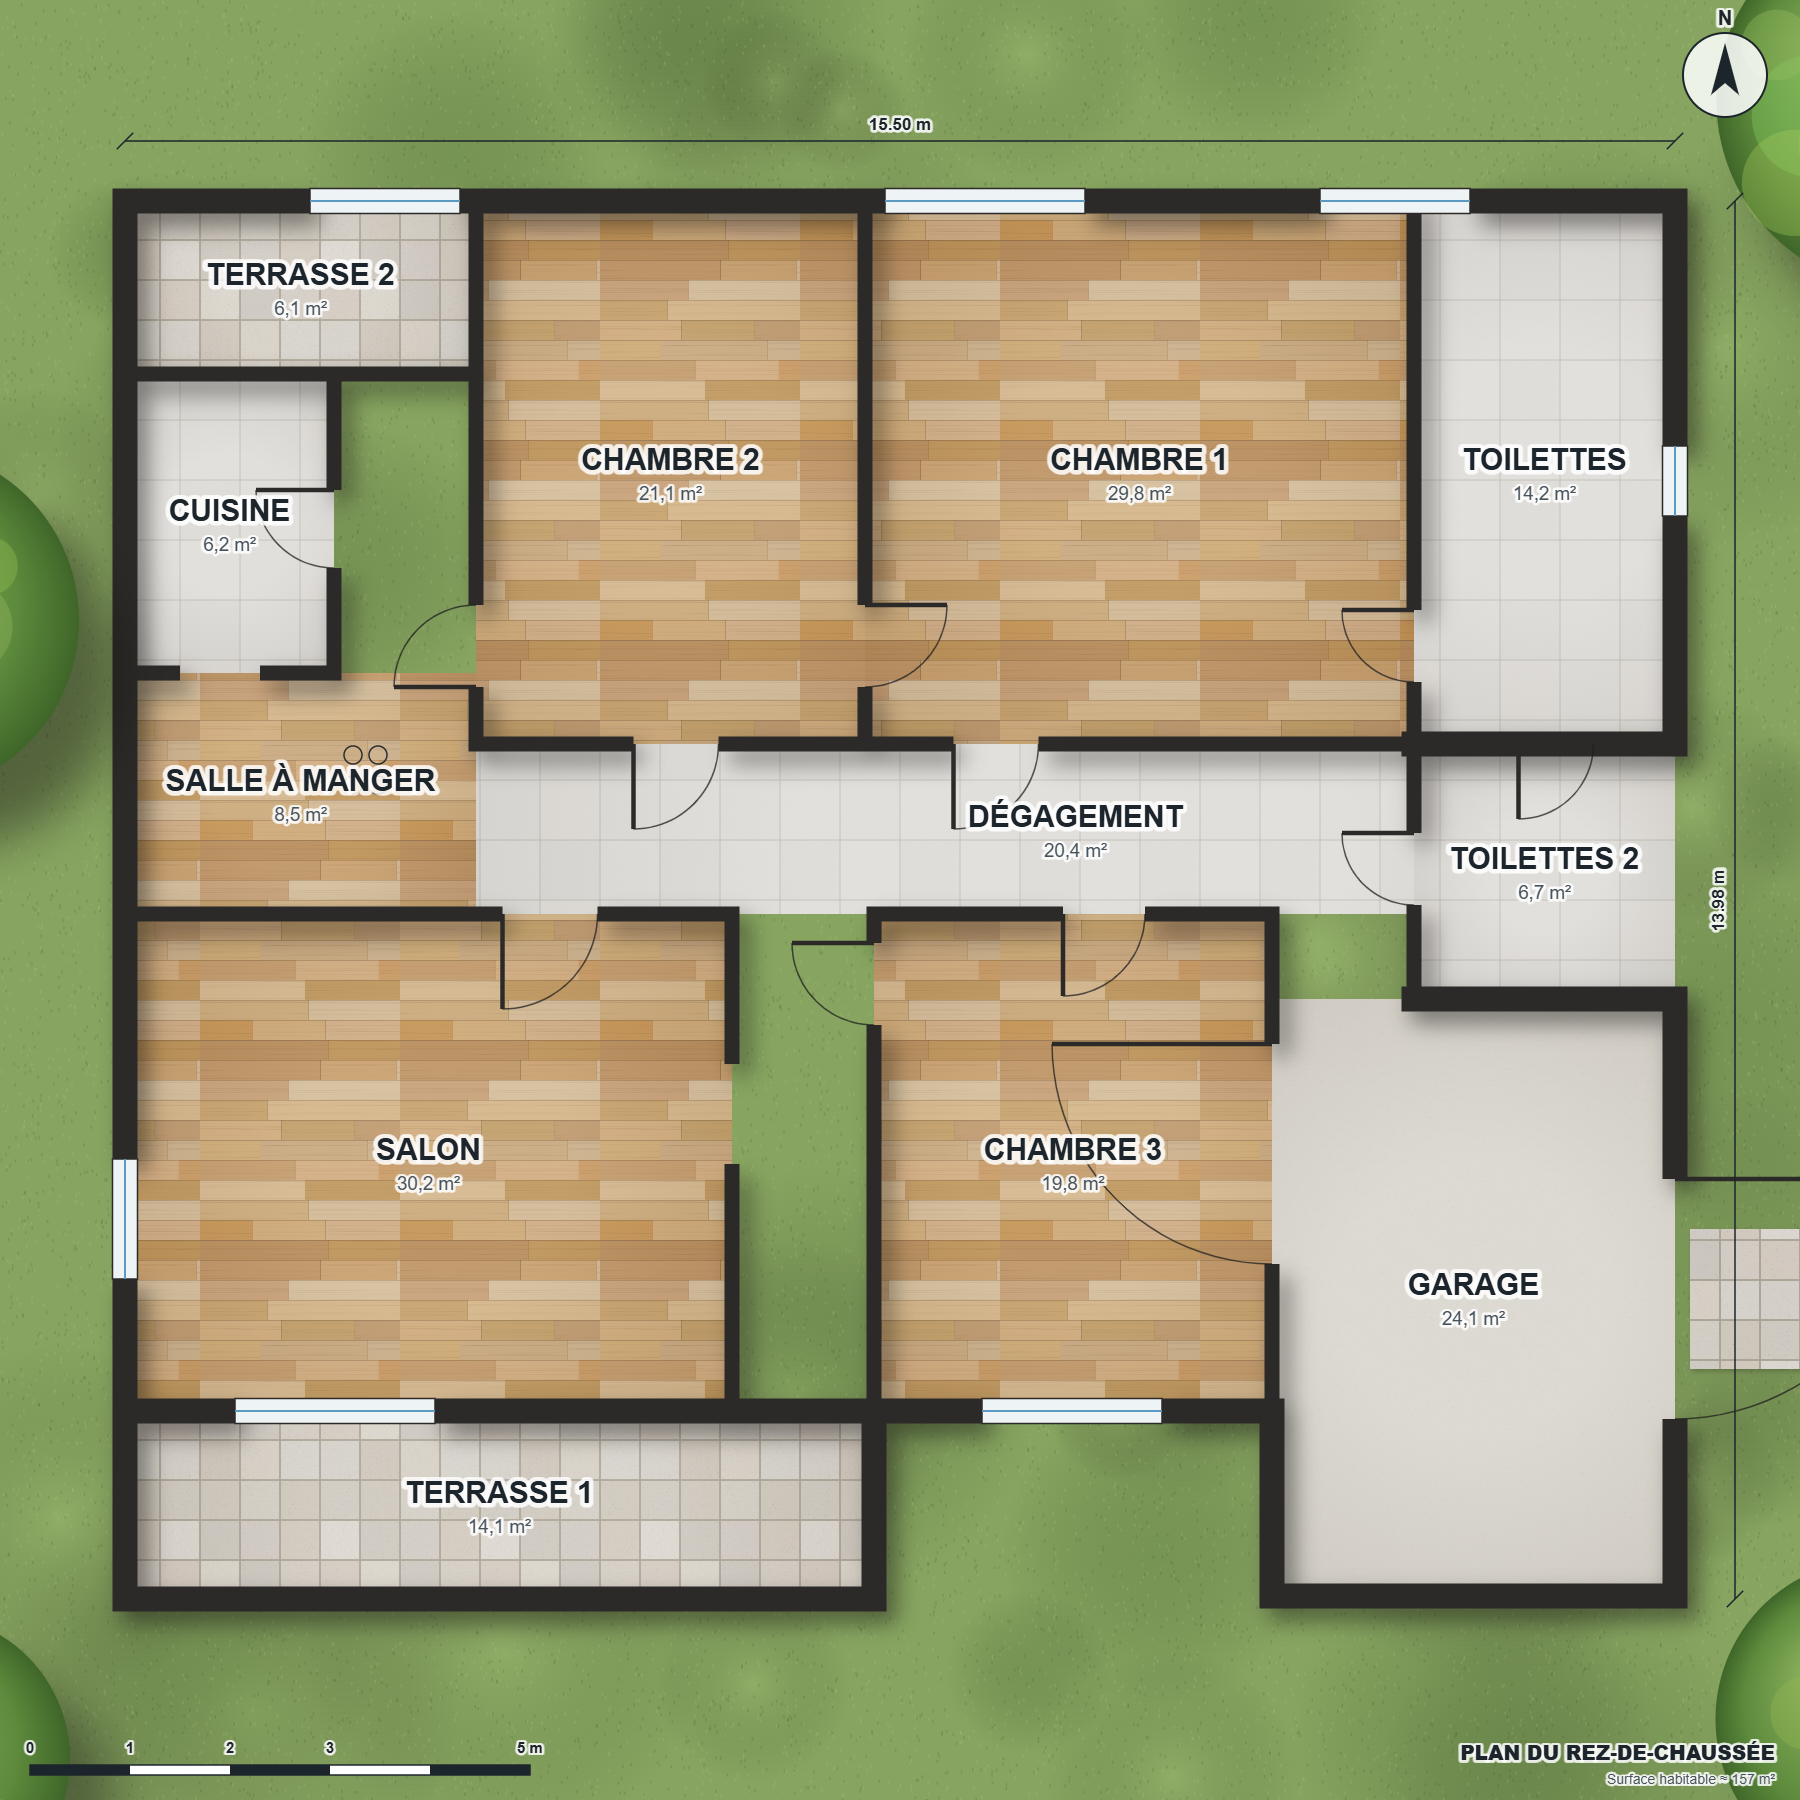 N
15.50 m
TERRASSE 2
6,1 m²
CHAMBRE 2
21,1 m²
CHAMBRE 1
29,8 m²
TOILETTES
14,2 m²
CUISINE
6,2 m²
SALLE À MANGER
8,5 m²
DÉGAGEMENT
20,4 m²
TOILETTES 2
6,7 m²
13.98 m
SALON
30,2 m²
CHAMBRE 3
19,8 m²
GARAGE
24,1 m²
TERRASSE 1
14,1 m²
0 1 2 3 5 m
PLAN DU REZ-DE-CHAUSSÉE
Surface habitable ≈ 157 m²